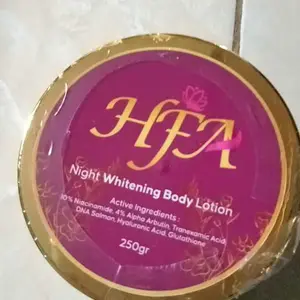 HFA
Night Whitening Body Lotion
Active Ingredients :
10% Niacinamide, 4% Alpha Arbutin, Tranexamic Acid,
DNA Salmon, Hyaluronic Acid, Glutathione
250gr